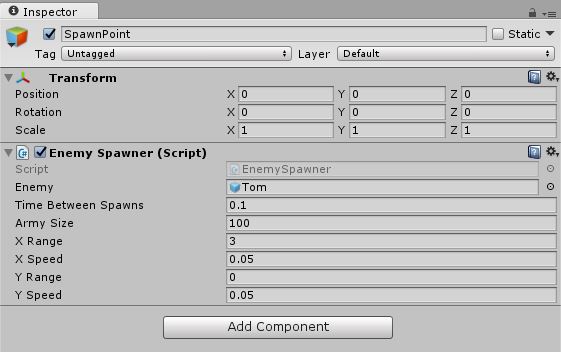 Inspector
SpawnPoint Static
Tag Untagged Layer Default
Transform
Position X 0 Y 0 Z 0
Rotation X 0 Y 0 Z 0
Scale X 1 Y 1 Z 1
Enemy Spawner (Script)
Script EnemySpawner
Enemy Tom
Time Between Spawns 0.1
Army Size 100
X Range 3
X Speed 0.05
Y Range 0
Y Speed 0.05
Add Component